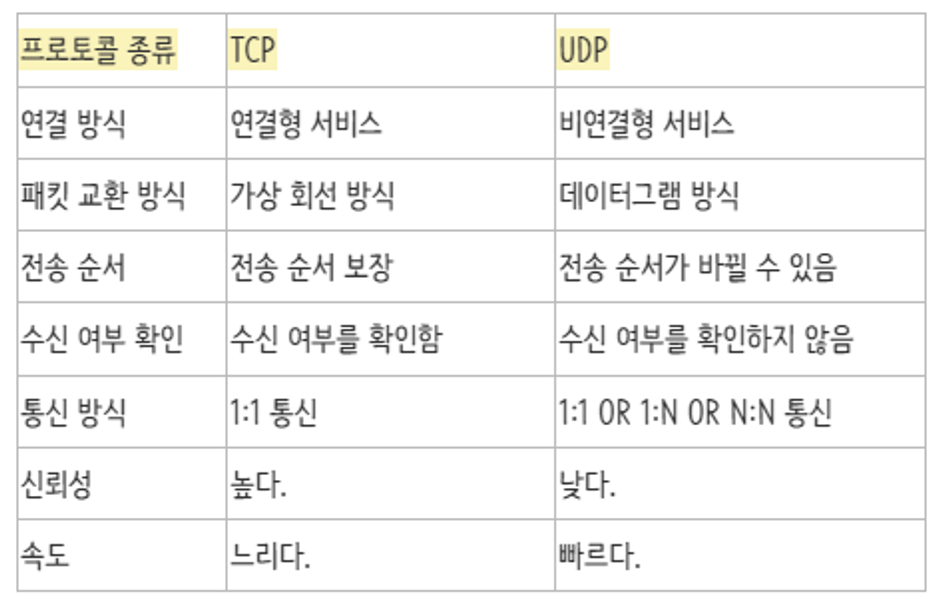 프로토콜 종류 TCP UDP
연결 방식 연결형 서비스 비연결형 서비스
패킷 교환 방식 가상 회선 방식 데이터그램 방식
전송 순서 전송 순서 보장 전송 순서가 바뀔 수 있음
수신 여부 확인 수신 여부를 확인함 수신 여부를 확인하지 않음
통신 방식 1:1 통신 1:1 OR 1:N OR N:N 통신
신뢰성 높다. 낮다.
속도 느리다. 빠르다.